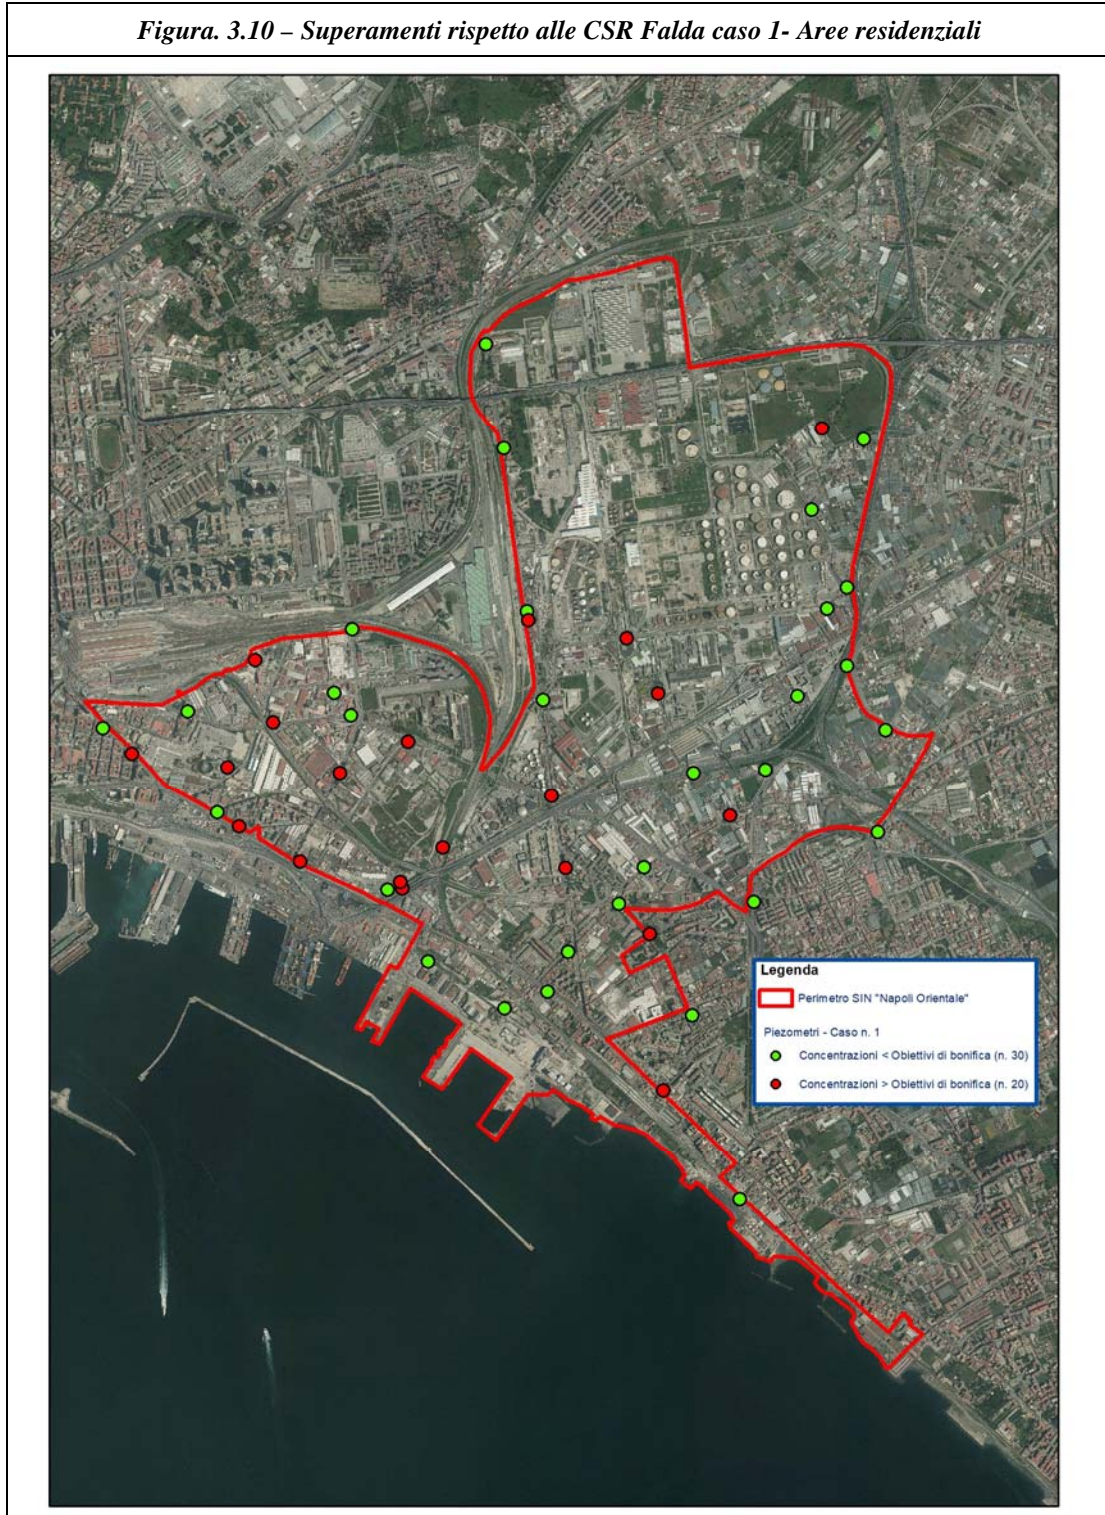 Figura. 3.10 – Superamenti rispetto alle CSR Falda caso 1- Aree residenziali
Legenda
Perimetro SIN "Napoli Orientale"
Piezometri - Caso n. 1
Concentrazioni < Obiettivi di bonifica (n. 30)
Concentrazioni > Obiettivi di bonifica (n. 20)